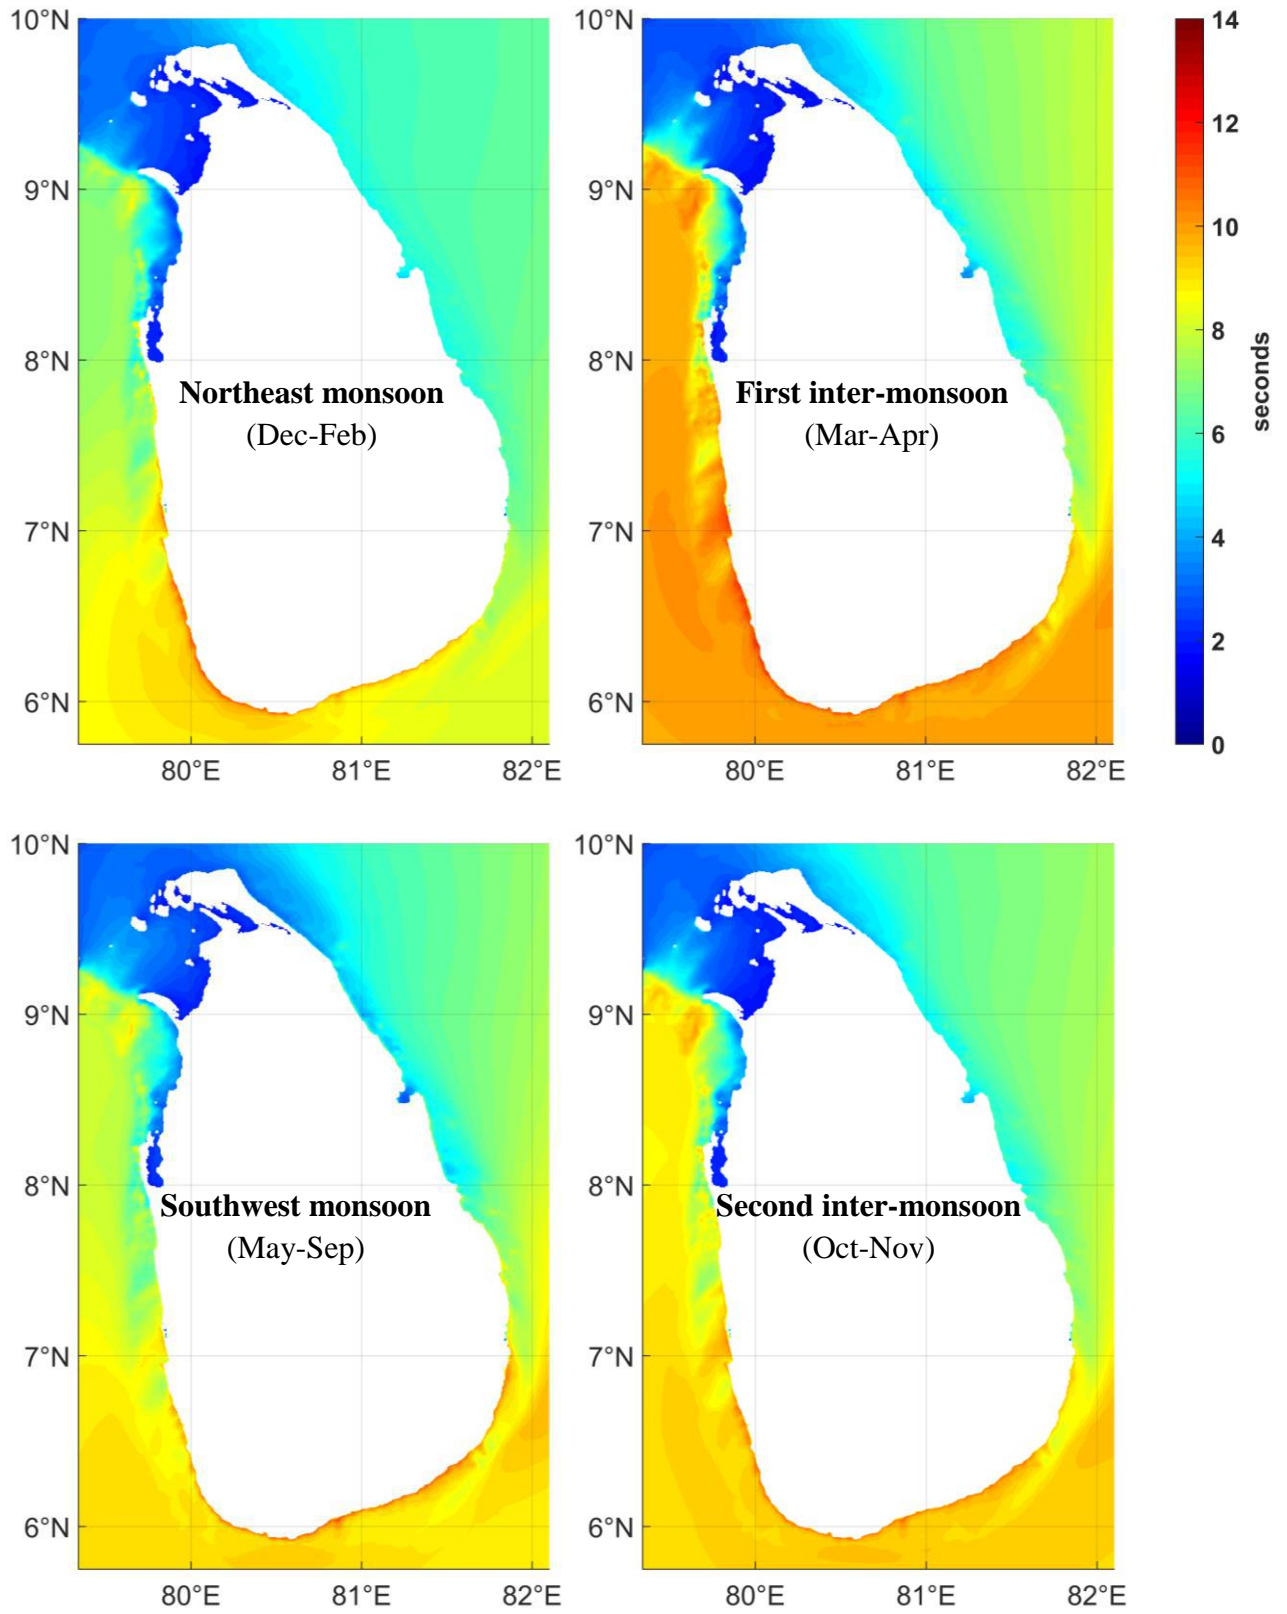 10°N
9°N
8°N
7°N
6°N
80°E 81°E 82°E
Northeast monsoon
(Dec-Feb)
10°N
9°N
8°N
7°N
6°N
80°E 81°E 82°E
First inter-monsoon
(Mar-Apr)
14
12
10
8
6
4
2
0
seconds
10°N
9°N
8°N
7°N
6°N
80°E 81°E 82°E
Southwest monsoon
(May-Sep)
10°N
9°N
8°N
7°N
6°N
80°E 81°E 82°E
Second inter-monsoon
(Oct-Nov)